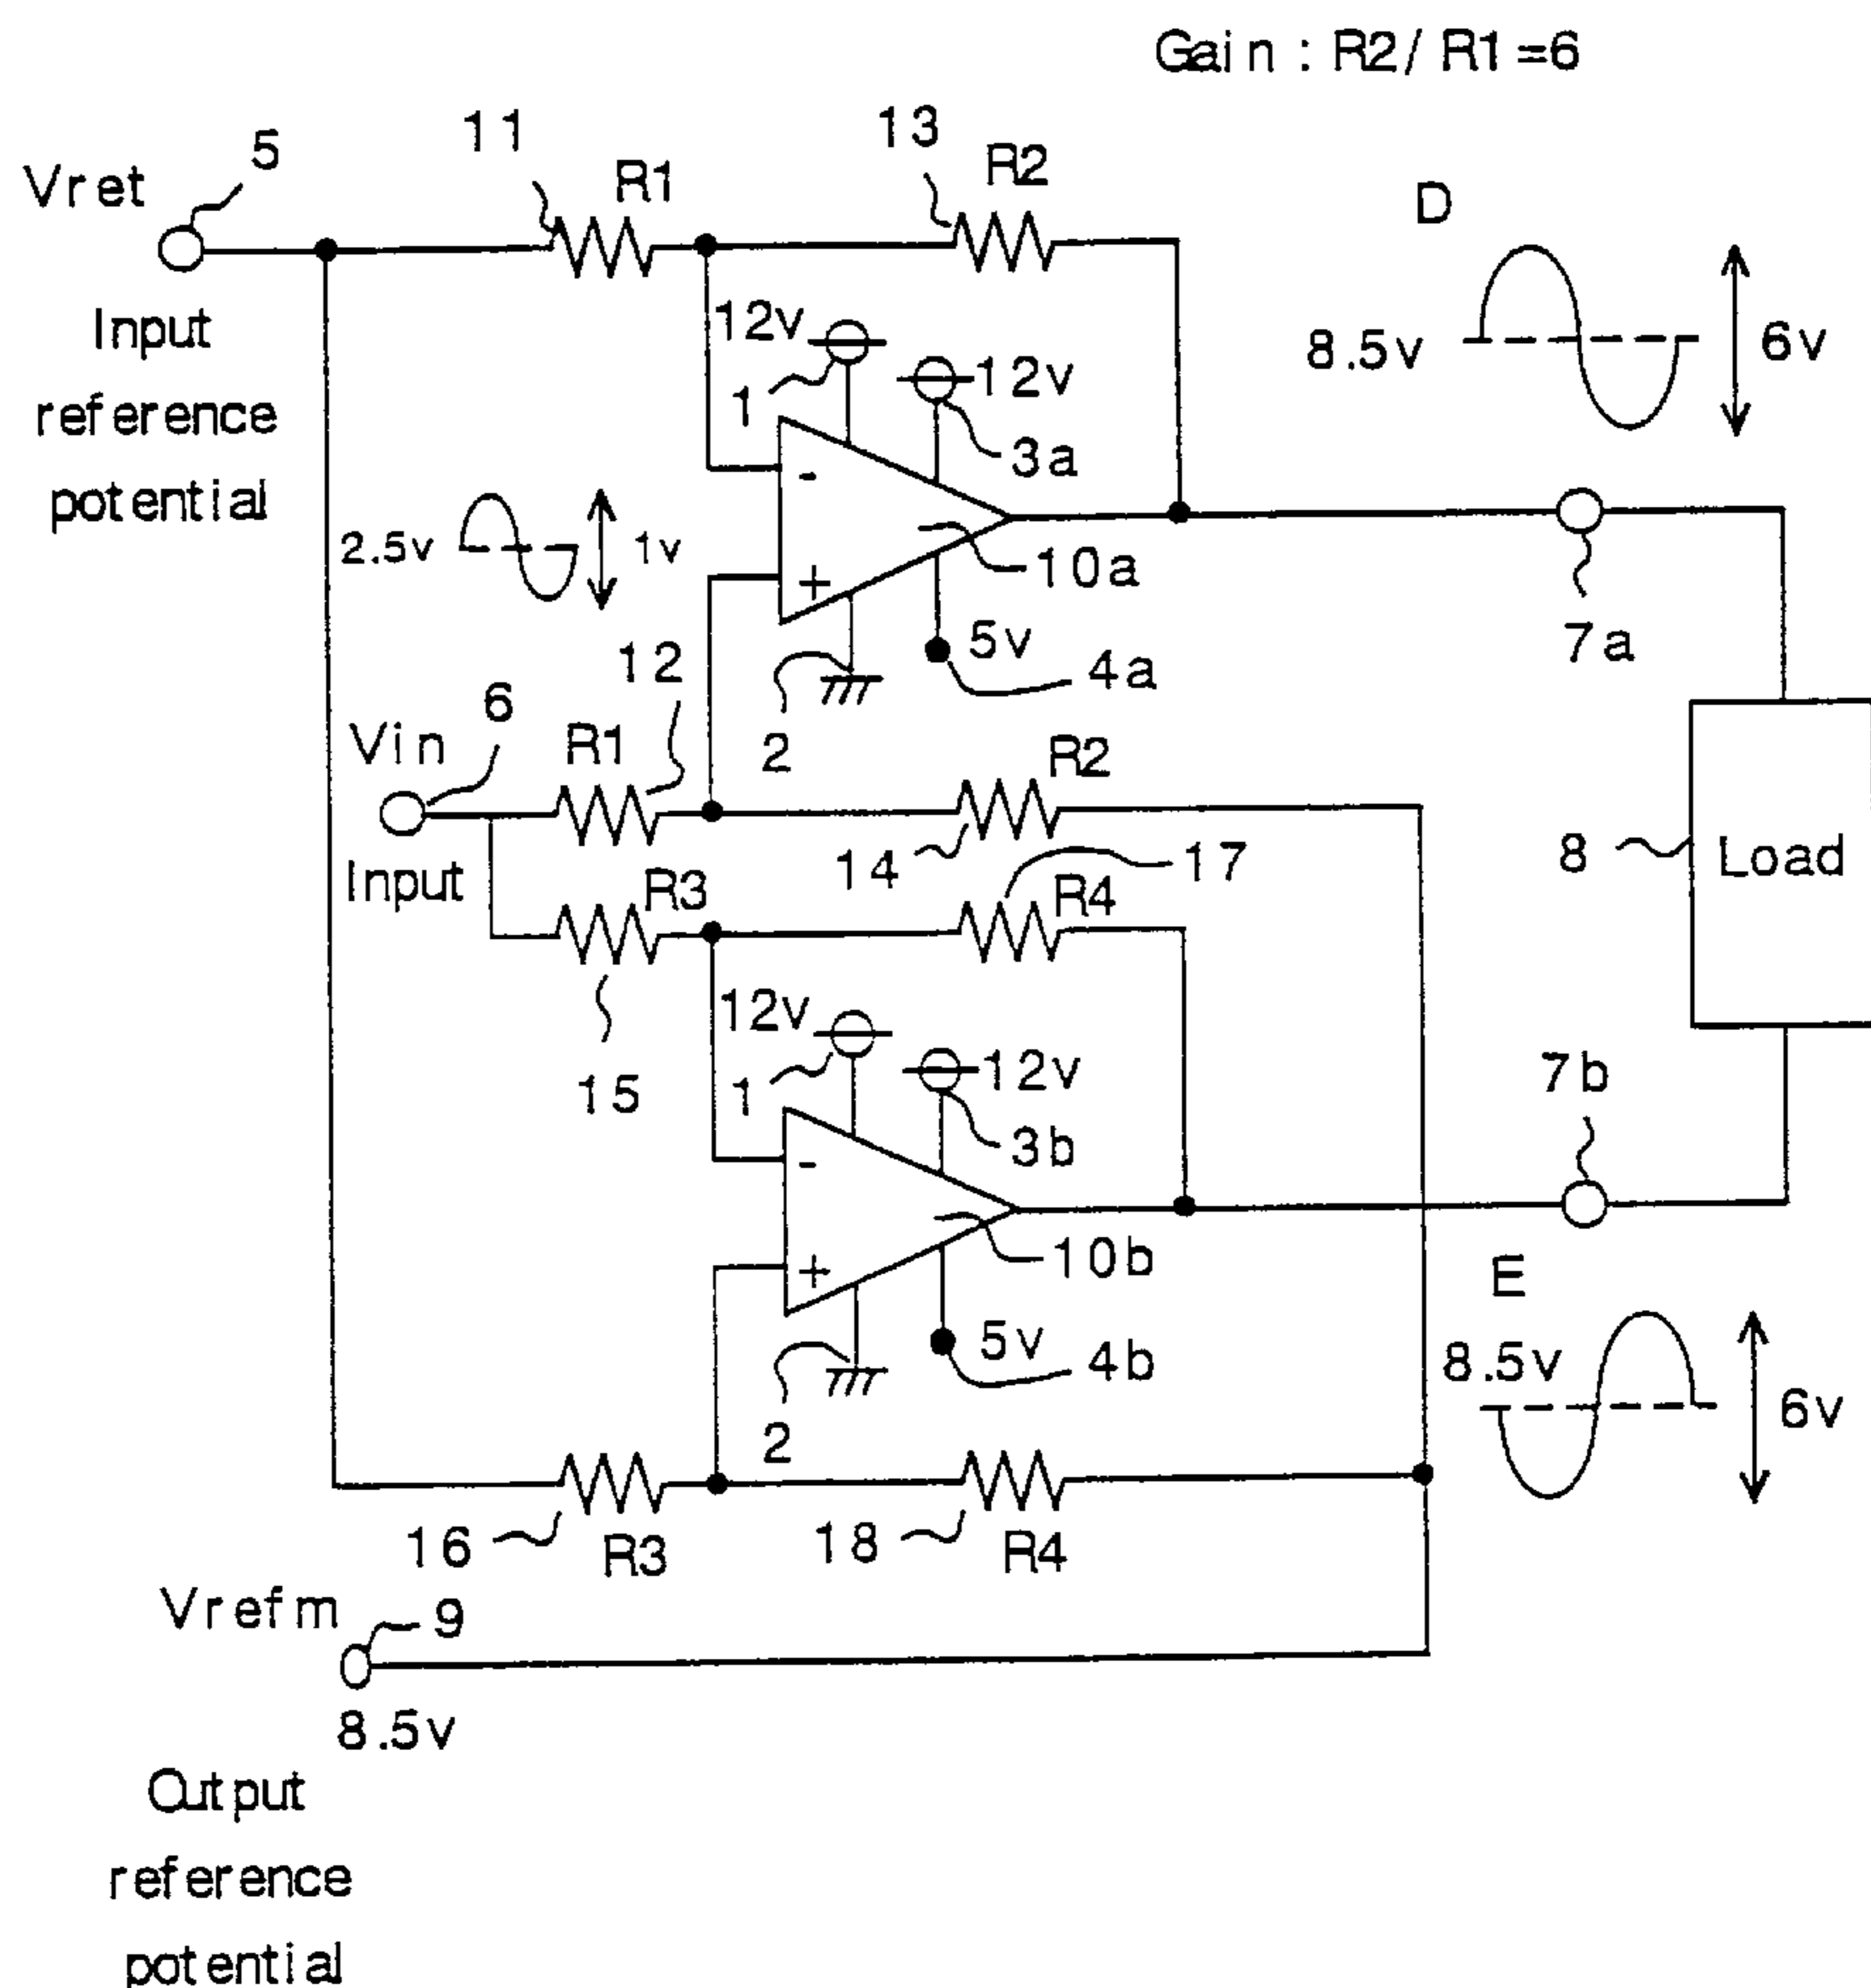 Gain : R2/ R1=6
11
13
5
R1
R2
Vret
D
Input
reference
potential
12v
1
12v
3a
8.5v
6v
-
2.5v
1v
10a
+
5v
4a
7a
12
6
2
Vin
R1
R2
14
17
8
Load
Input
R3
R4
12v
1
12v
3b
15
7b
-
10b
+
E
5v
4b
8.5v
6v
2
16
R3
18
R4
Vrefm
9
8.5v
Output
reference
potential